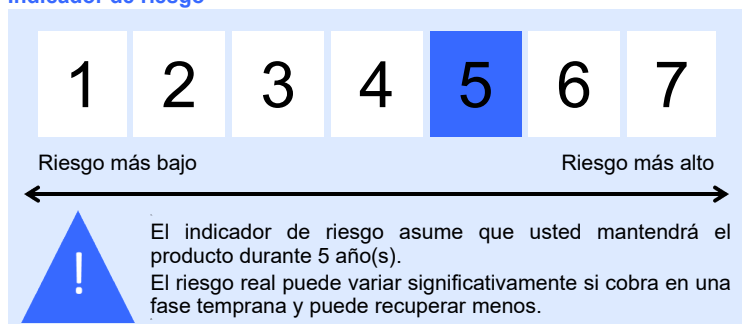 Indicador de riesgo
1 2 3 4 5 6 7
Riesgo más bajo Riesgo más alto
!
El indicador de riesgo asume que usted mantendrá el
producto durante 5 año(s).
El riesgo real puede variar significativamente si cobra en una
fase temprana y puede recuperar menos.